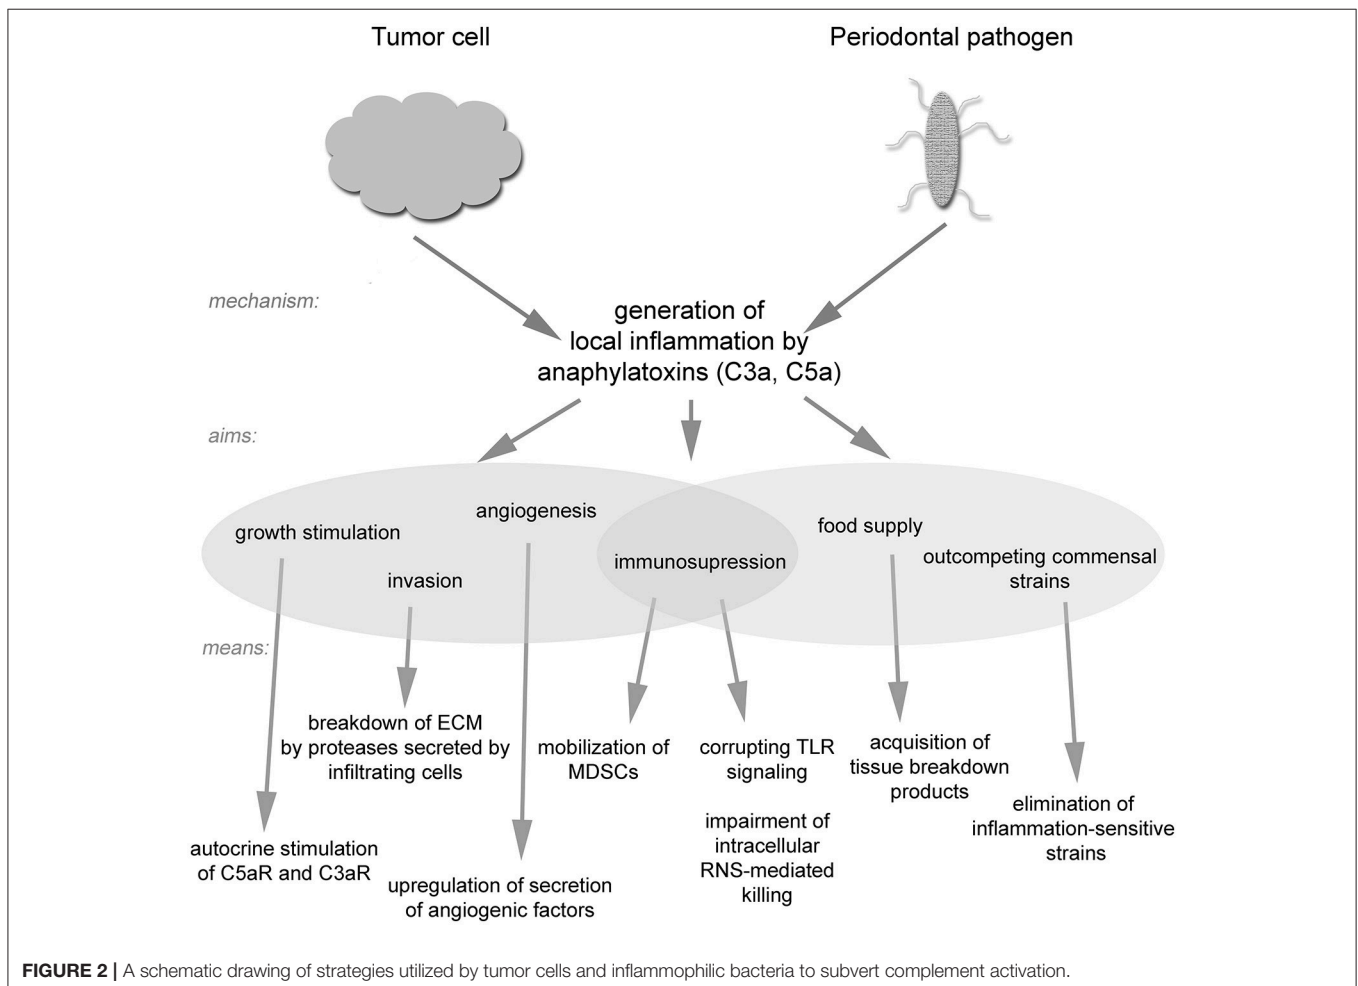 Tumor cell
Periodontal pathogen
mechanism:
generation of
local inflammation by
anaphylatoxins (C3a, C5a)
aims:
growth stimulation
angiogenesis
invasion
immunosupression
food supply
outcompeting commensal
strains
means:
breakdown of ECM
by proteases secreted by
infiltrating cells
mobilization of
MDSCs
corrupting TLR
signaling
impairment of
intracellular
RNS-mediated
killing
acquisition of
tissue breakdown
products
elimination of
inflammation-sensitive
strains
autocrine stimulation
of C5aR and C3aR
upregulation of secretion
of angiogenic factors
FIGURE 2 | A schematic drawing of strategies utilized by tumor cells and inflammophilic bacteria to subvert complement activation.